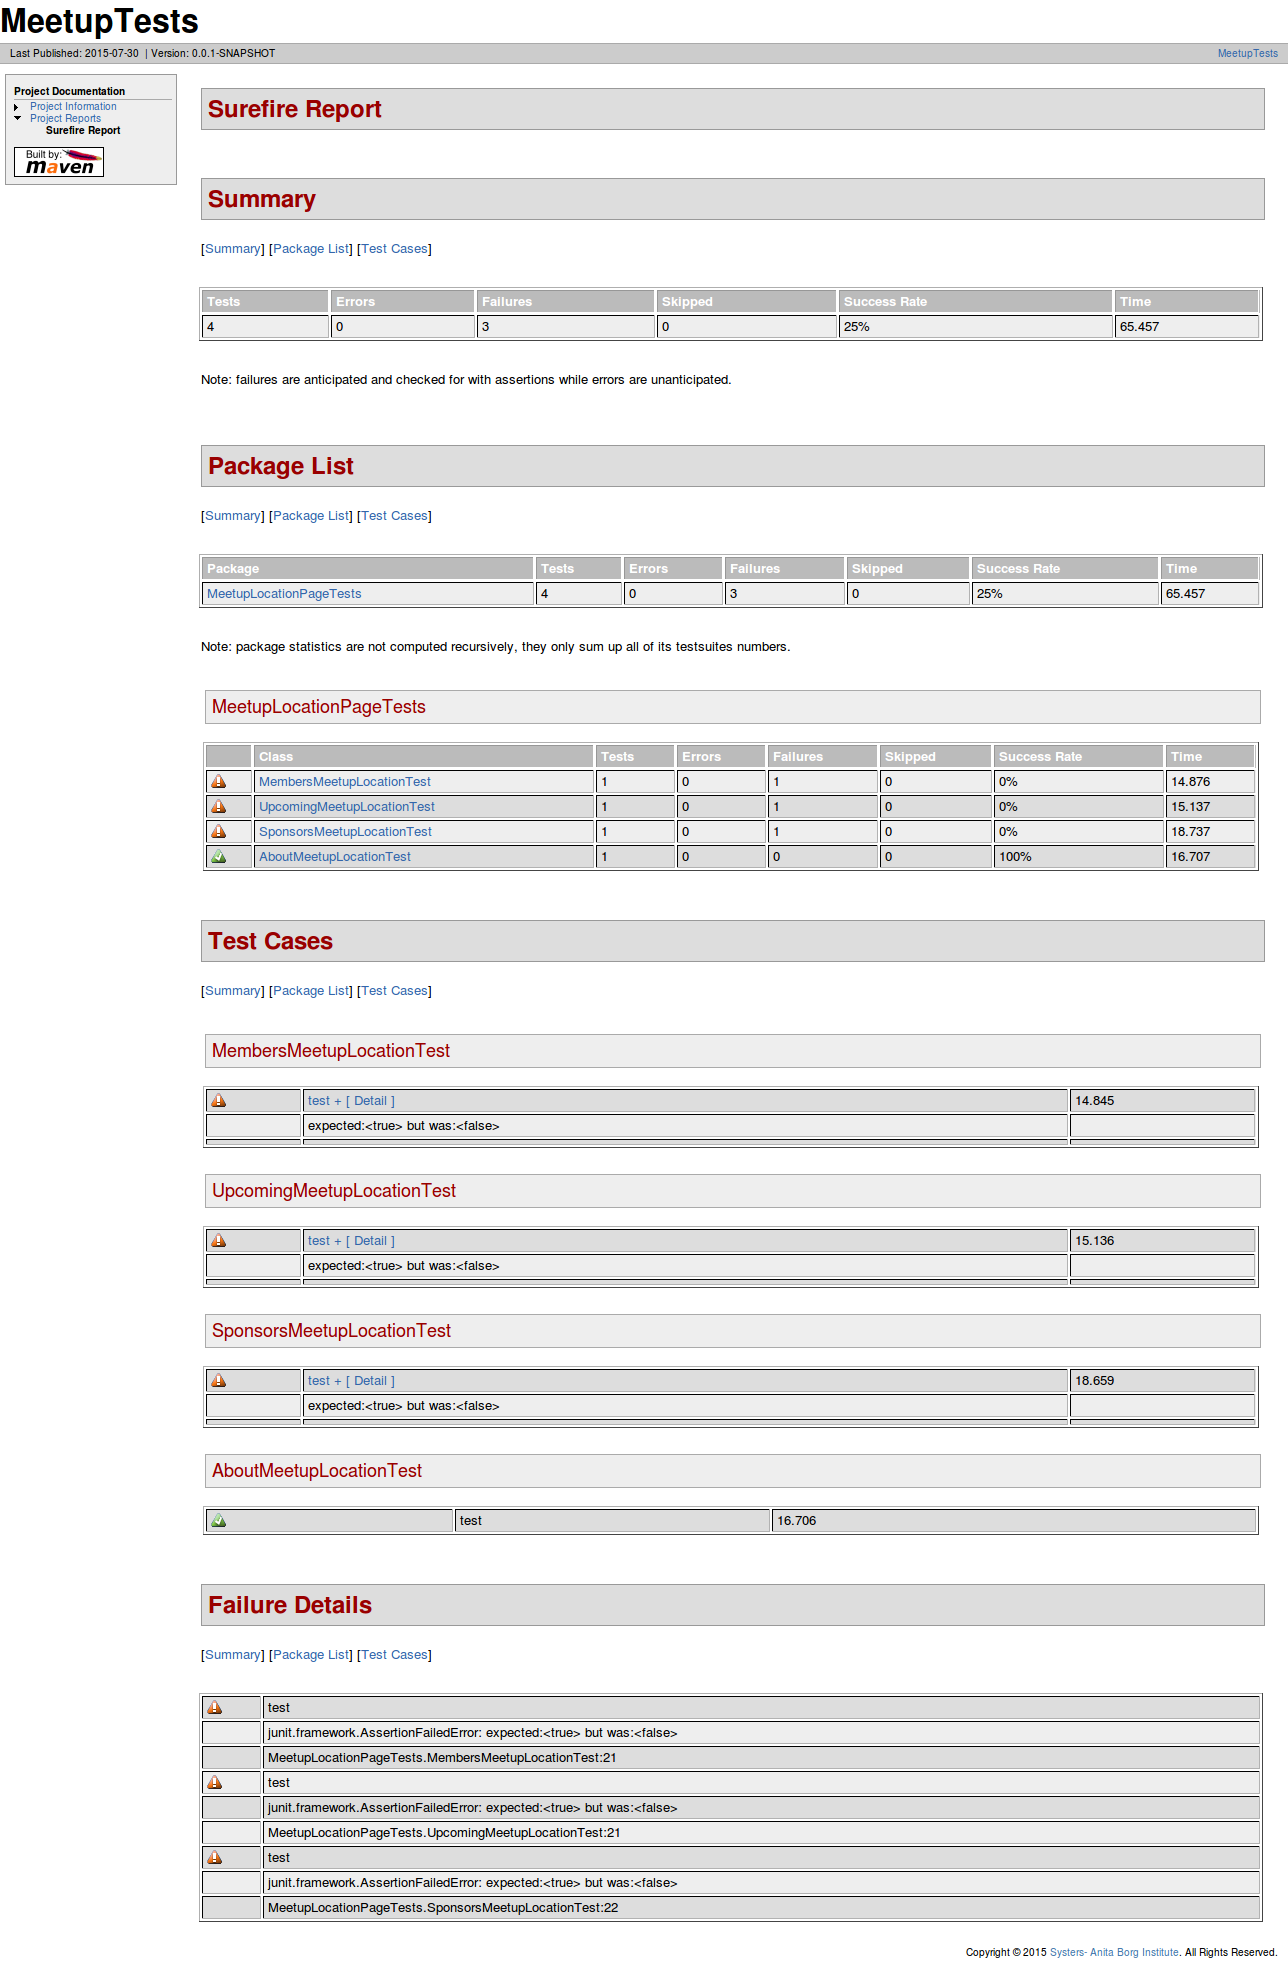 MeetupTests
Last Published: 2015-07-30 | Version: 0.0.1-SNAPSHOT MeetupTests
Project Documentation
Project Information
Project Reports
Surefire Report
Built by:
maven
Surefire Report
Summary
[Summary] [Package List] [Test Cases]
Tests Errors Failures Skipped Success Rate Time
4 0 3 0 25% 65.457
Note: failures are anticipated and checked for with assertions while errors are unanticipated.
Package List
[Summary] [Package List] [Test Cases]
Package Tests Errors Failures Skipped Success Rate Time
MeetupLocationPageTests 4 0 3 0 25% 65.457
Note: package statistics are not computed recursively, they only sum up all of its testsuites numbers.
MeetupLocationPageTests
Class Tests Errors Failures Skipped Success Rate Time
MembersMeetupLocationTest 1 0 1 0 0% 14.876
UpcomingMeetupLocationTest 1 0 1 0 0% 15.137
SponsorsMeetupLocationTest 1 0 1 0 0% 18.737
AboutMeetupLocationTest 1 0 0 0 100% 16.707
Test Cases
[Summary] [Package List] [Test Cases]
MembersMeetupLocationTest
test + [ Detail ] 14.845
expected:<true> but was:<false>
UpcomingMeetupLocationTest
test + [ Detail ] 15.136
expected:<true> but was:<false>
SponsorsMeetupLocationTest
test + [ Detail ] 18.659
expected:<true> but was:<false>
AboutMeetupLocationTest
test 16.706
Failure Details
[Summary] [Package List] [Test Cases]
test
junit.framework.AssertionFailedError: expected:<true> but was:<false>
MeetupLocationPageTests.MembersMeetupLocationTest:21
test
junit.framework.AssertionFailedError: expected:<true> but was:<false>
MeetupLocationPageTests.UpcomingMeetupLocationTest:21
test
junit.framework.AssertionFailedError: expected:<true> but was:<false>
MeetupLocationPageTests.SponsorsMeetupLocationTest:22
Copyright © 2015 Systers- Anita Borg Institute. All Rights Reserved.